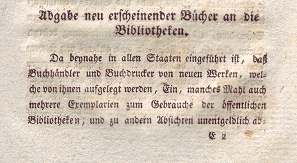 Abgabe neu erscheinender Bücher an die
Bibliotheken.
Da beynahe in allen Staaten eingeführt ist, daß
Buchhändler und Buchdrucker von neuen Werken, wel-
che von ihnen aufgelegt werden, Ein, manches Mahl auch
mehrere Exemplarien zum Gebrauche der öffentlichen
Bibliotheken, und zu andern Absichten unentgeldlich ab-
E 2